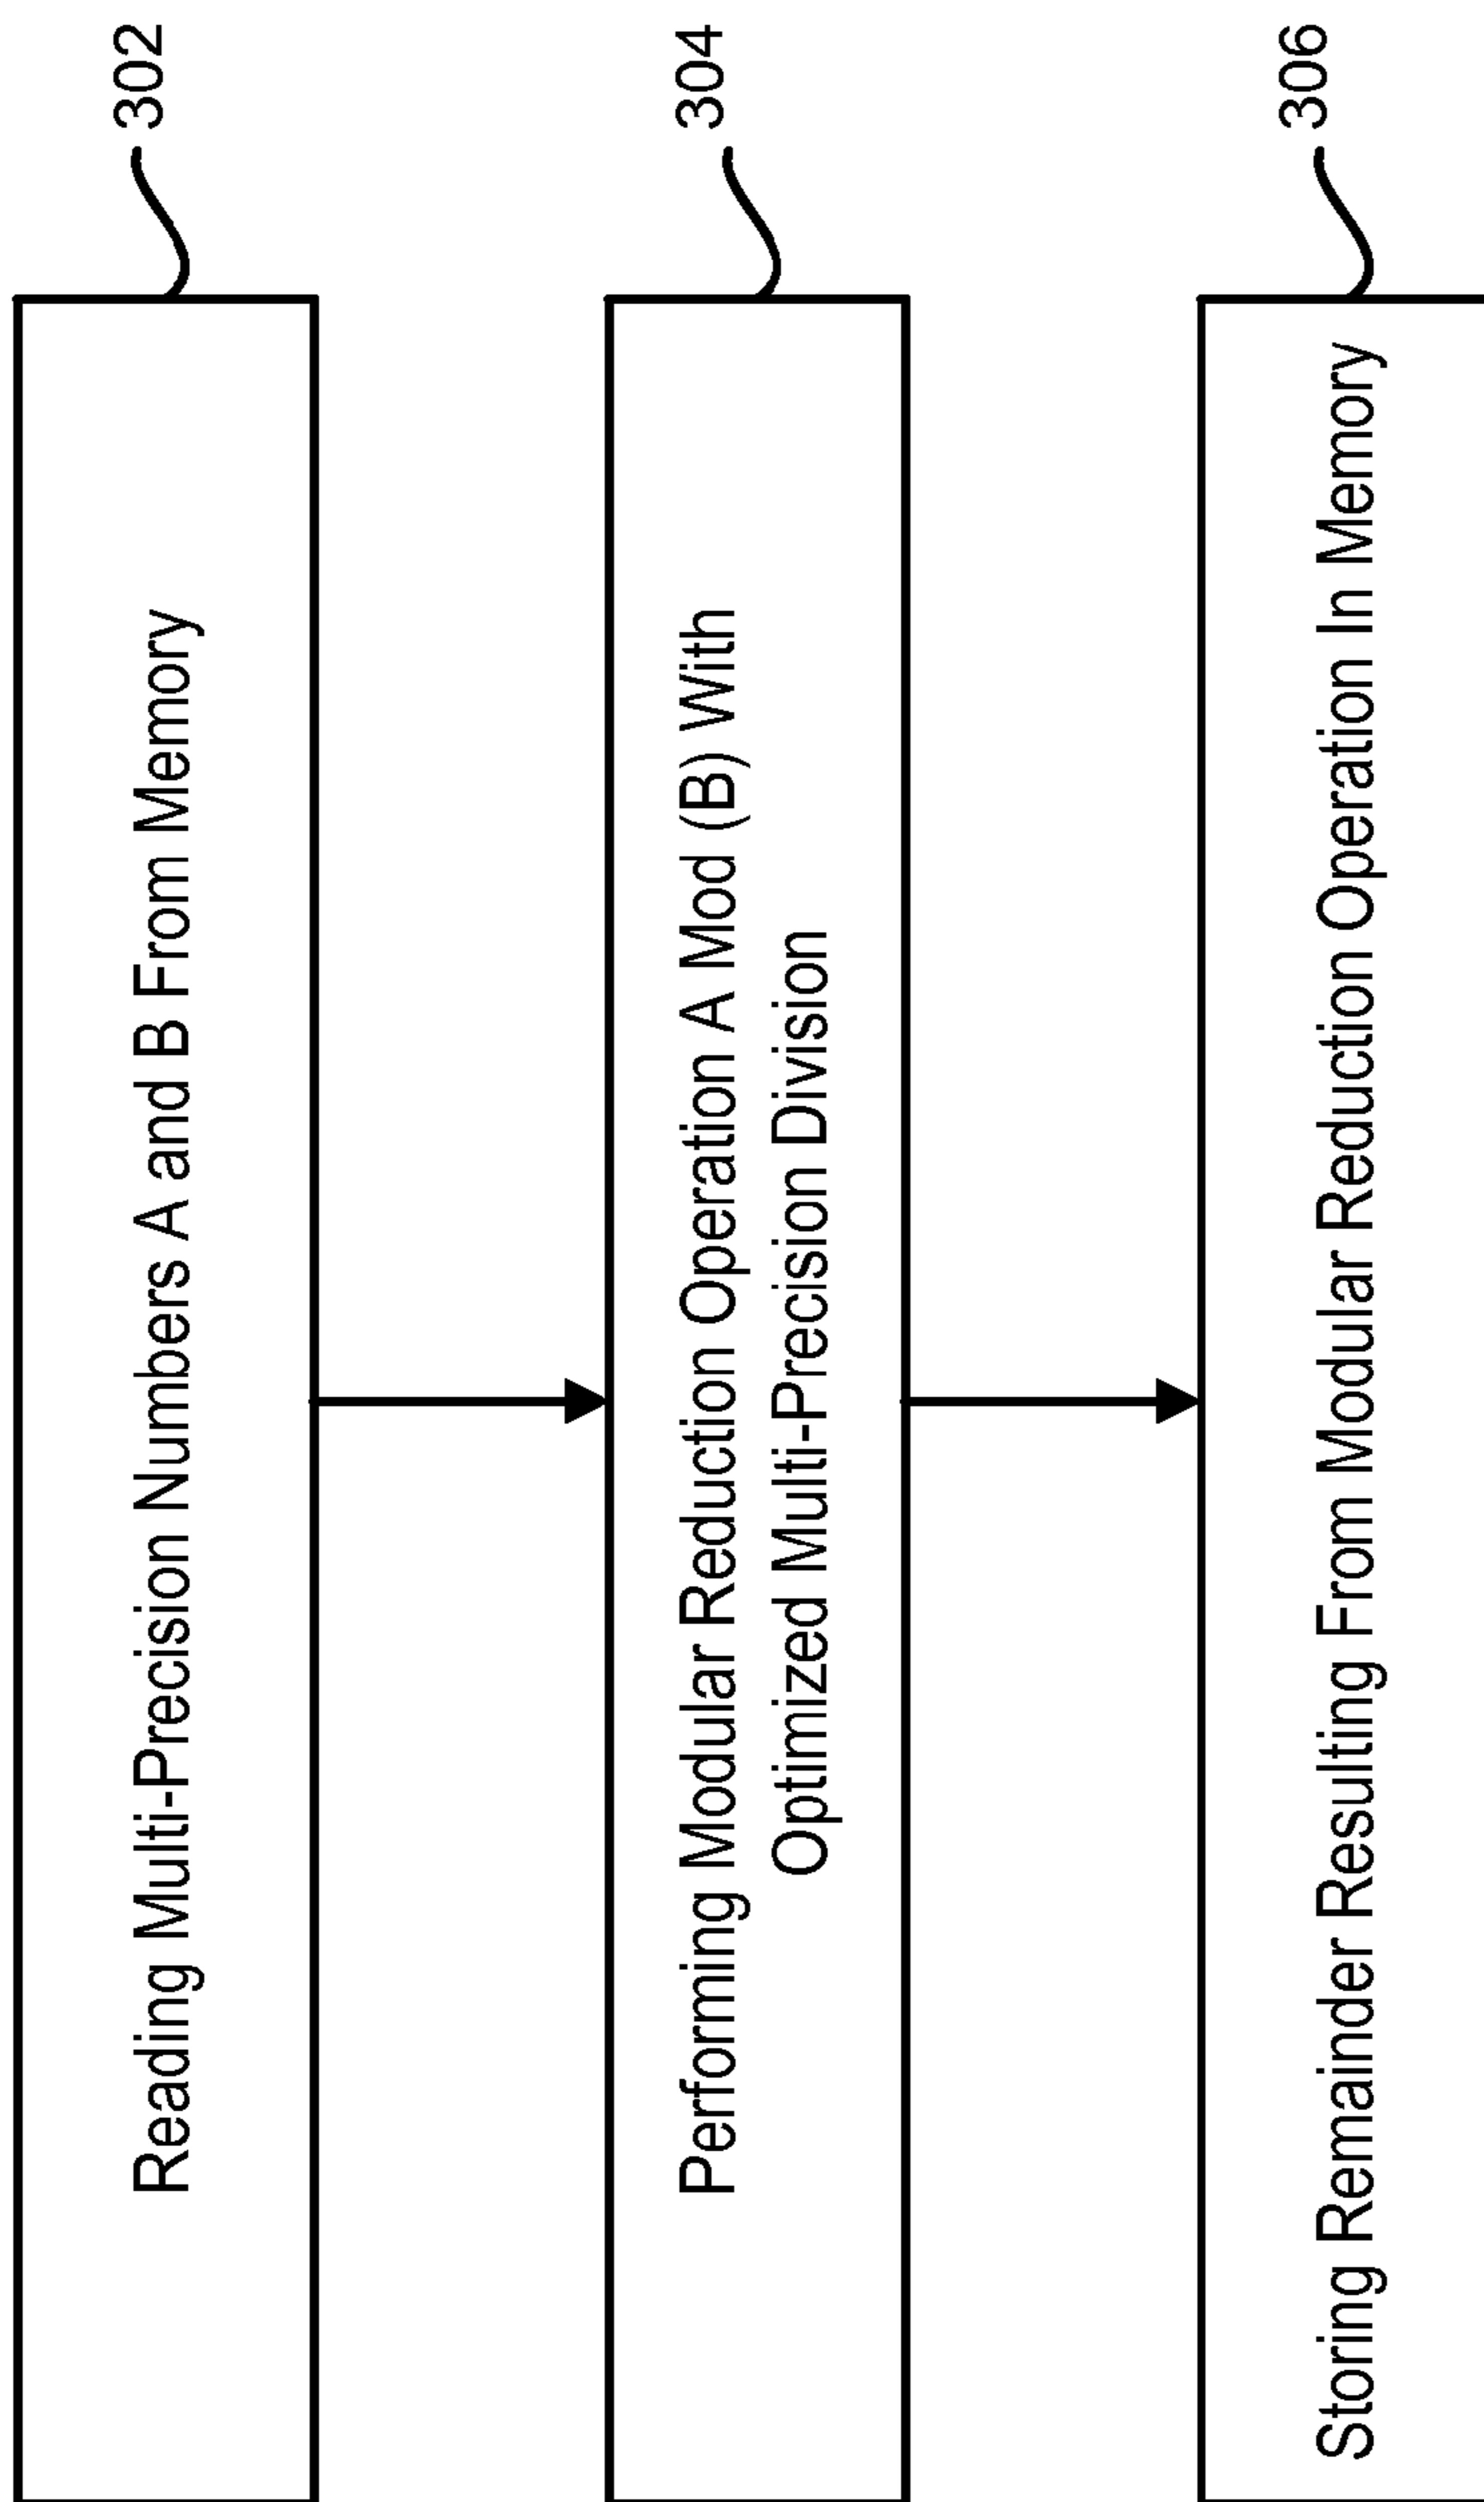 302
Reading Multi-Precision Numbers A and B From Memory
304
Performing Modular Reduction Operation A Mod (B) With
Optimized Multi-Precision Division
306
Storing Remainder Resulting From Modular Reduction Operation In Memory